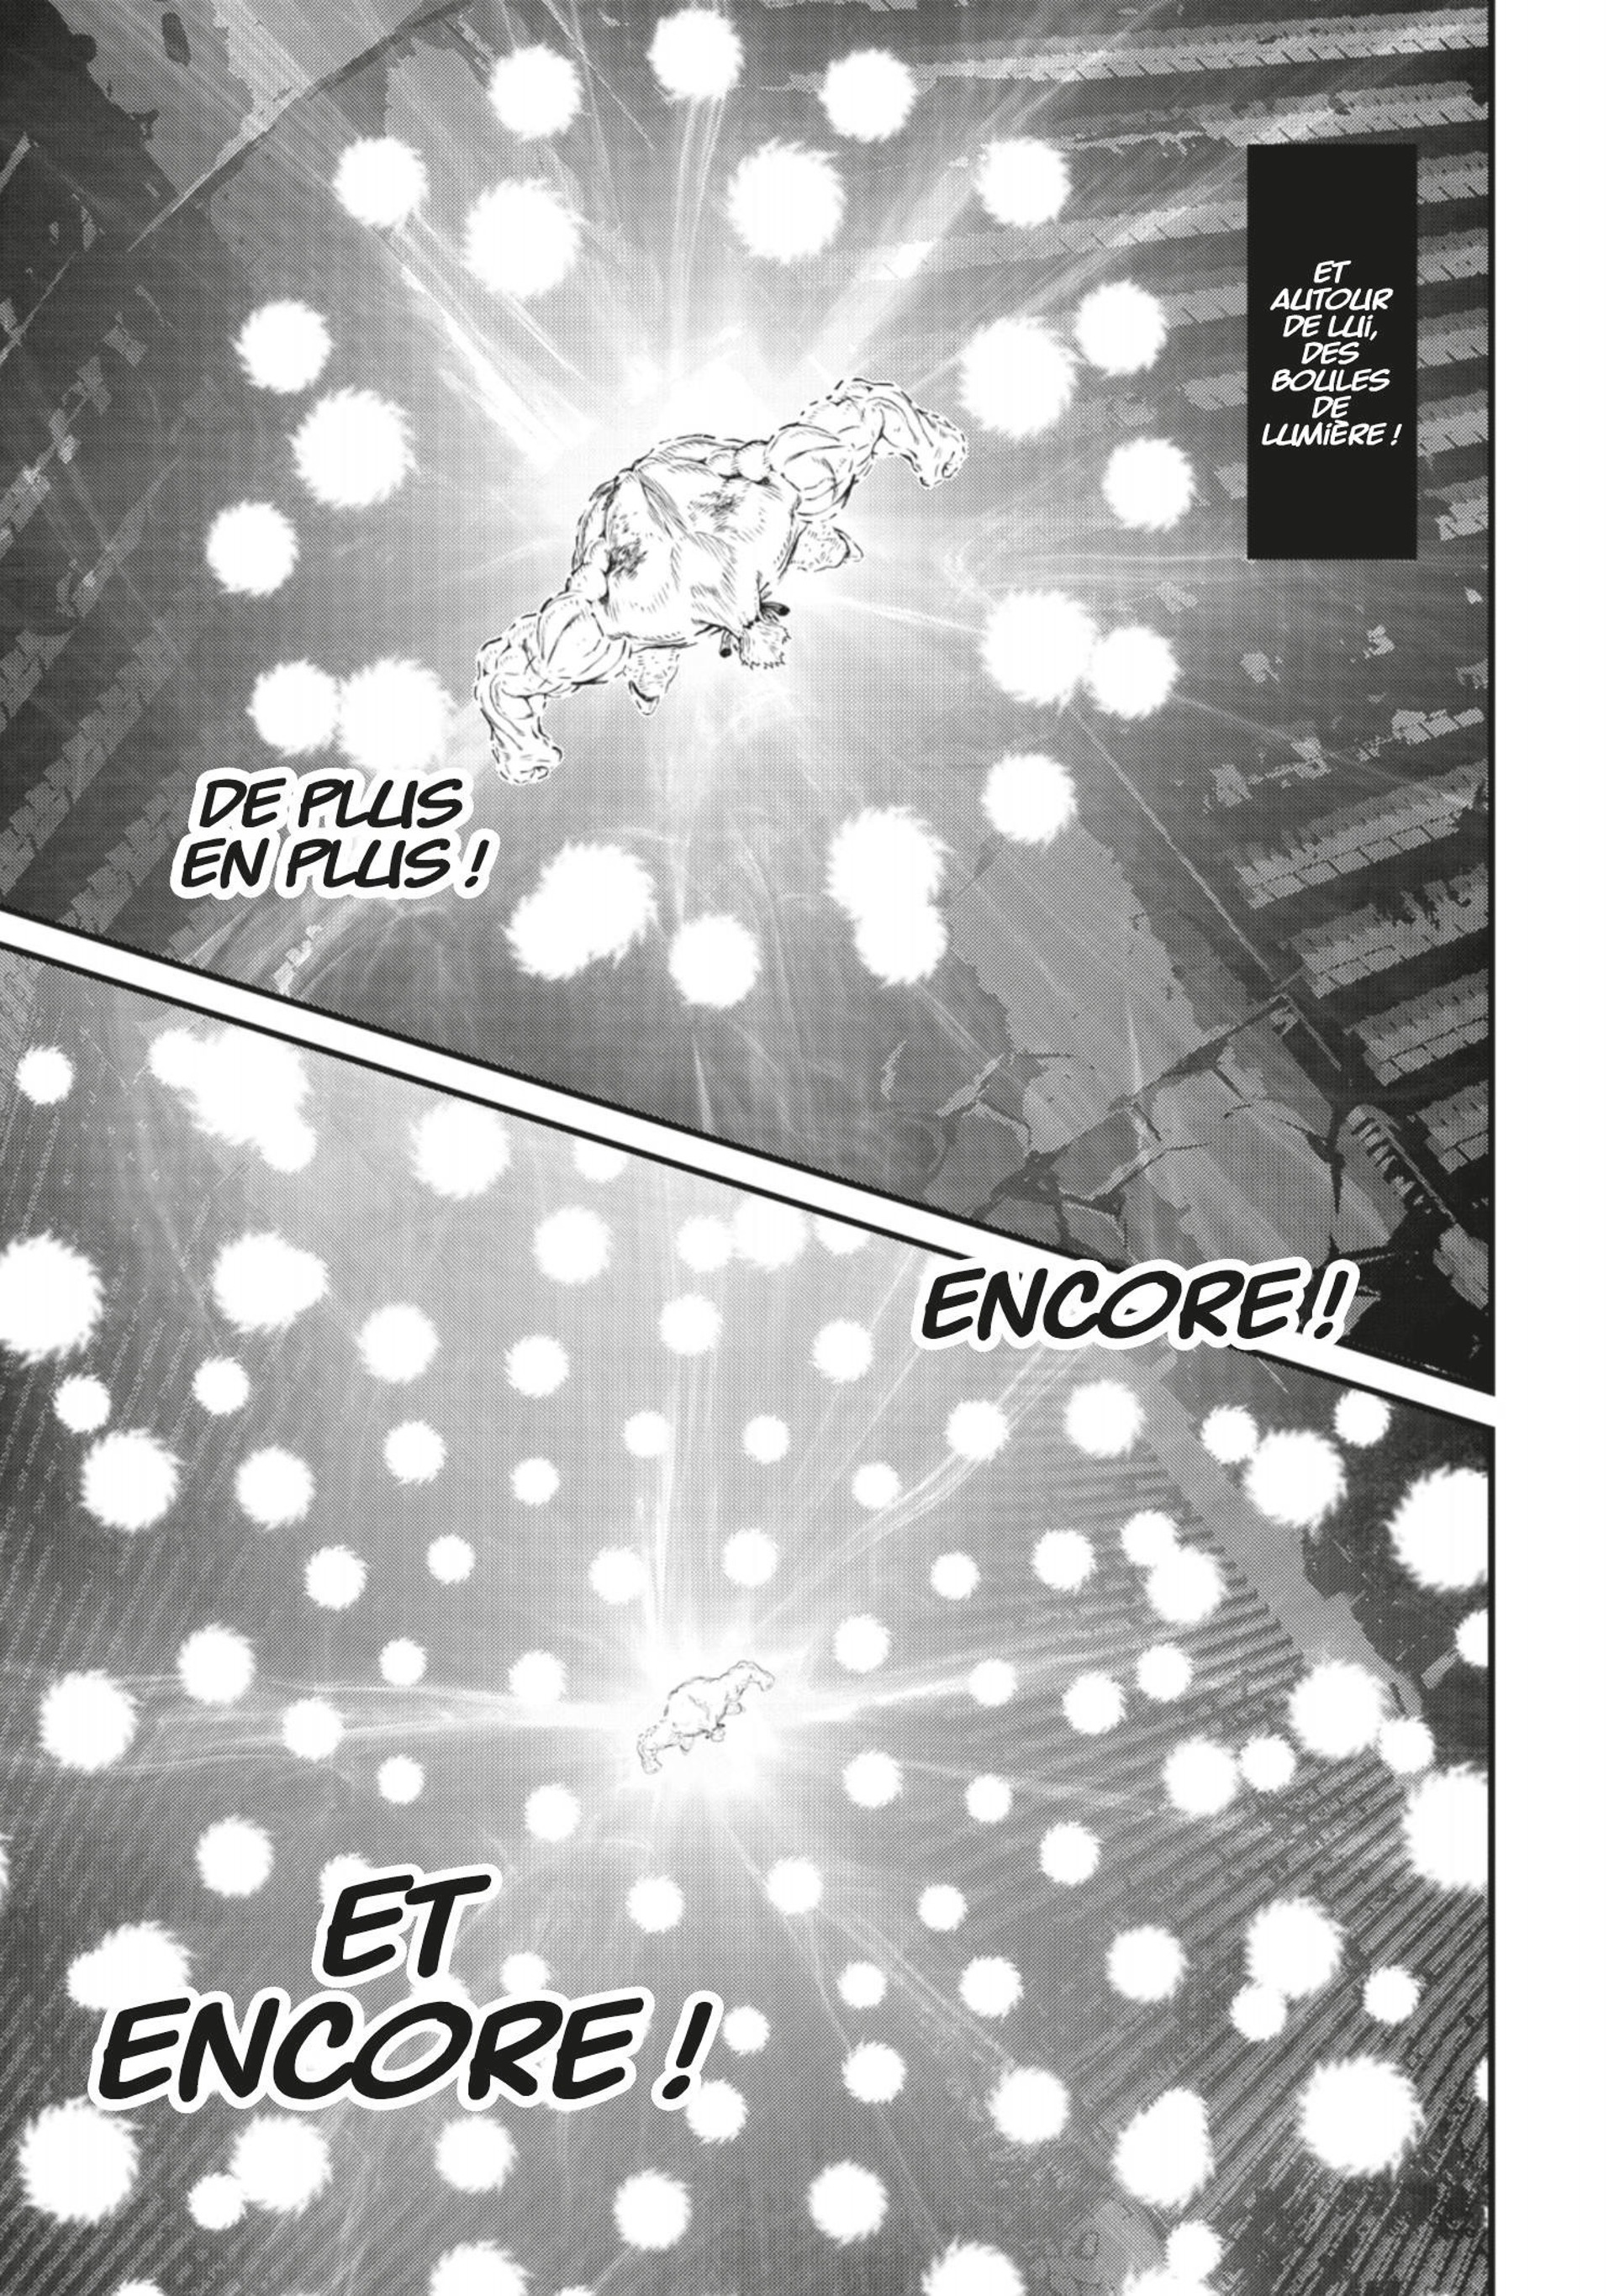 ET
AUTOUR
DE LUi,
DES
BOULES
DE
LUMiÈRE !
DE PLUS
EN PLUS !
ENCORE !
ET
ENCORE !